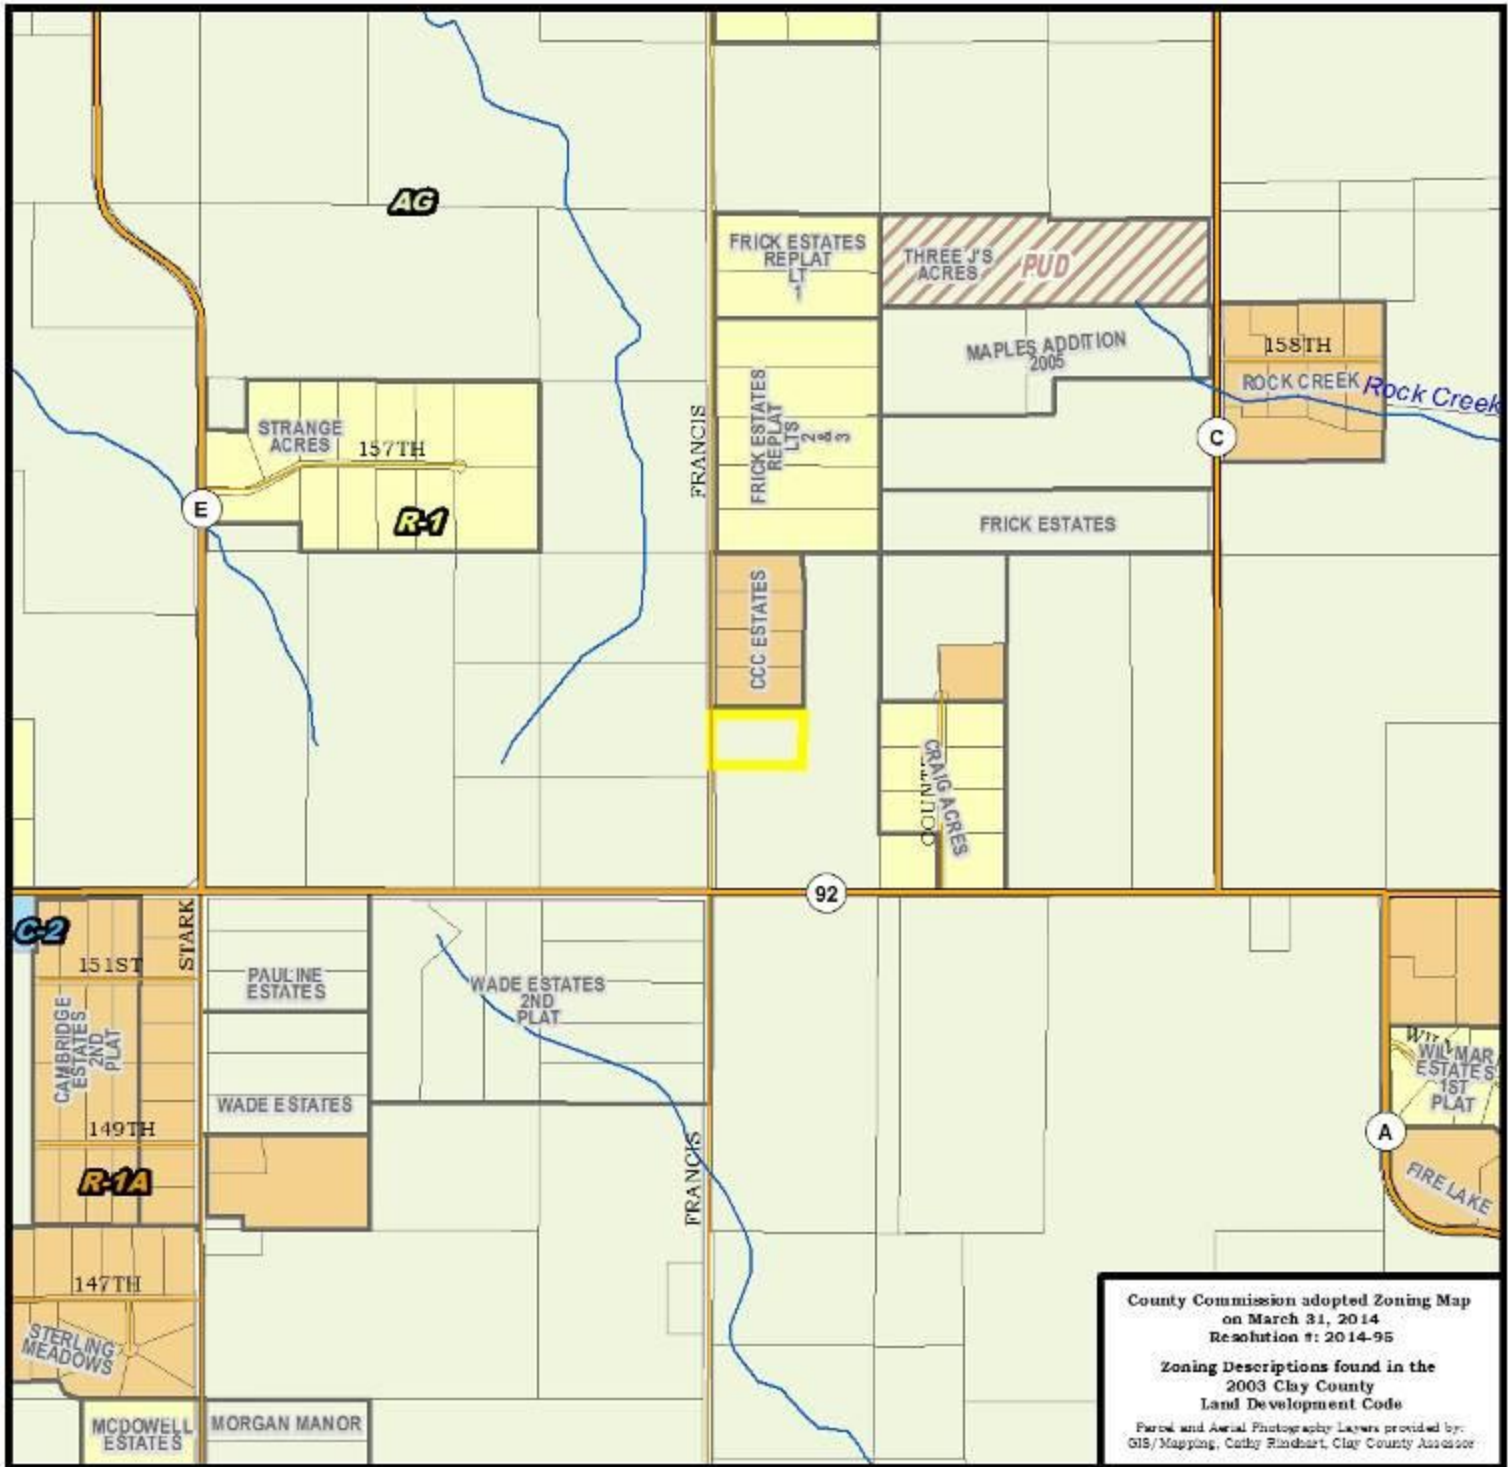 AG
FRICK ESTATES
REPLAT
LT
1
THREE J'S
ACRES
PUD
MAPLES ADDITION
2005
158TH
ROCK CREEK
Rock Creek
STRANGE
ACRES
157TH
FRANCIS
FRICK ESTATES
REPLAT
LTS
2
&
3
C
E
R-1
FRICK ESTATES
CCC ESTATES
CRAIG ACRES
92
C-2
STARK
151ST
PAULINE
ESTATES
WADE ESTATES
2ND
PLAT
CAMBRIDGE
ESTATES
2ND
PLAT
WILMAR
ESTATES
1ST
PLAT
WADE ESTATES
149TH
A
FRANCIS
R-1A
FIRE LAKE
147TH
STERLING
MEADOWS
MCDOWELL
ESTATES
MORGAN MANOR
County Commission adopted Zoning Map
on March 31, 2014
Resolution #: 2014-95
Zoning Descriptions found in the
2003 Clay County
Land Development Code
Parcel and Aerial Photography Layers provided by:
GIS/Mapping, Cathy Rinehart, Clay County Assessor